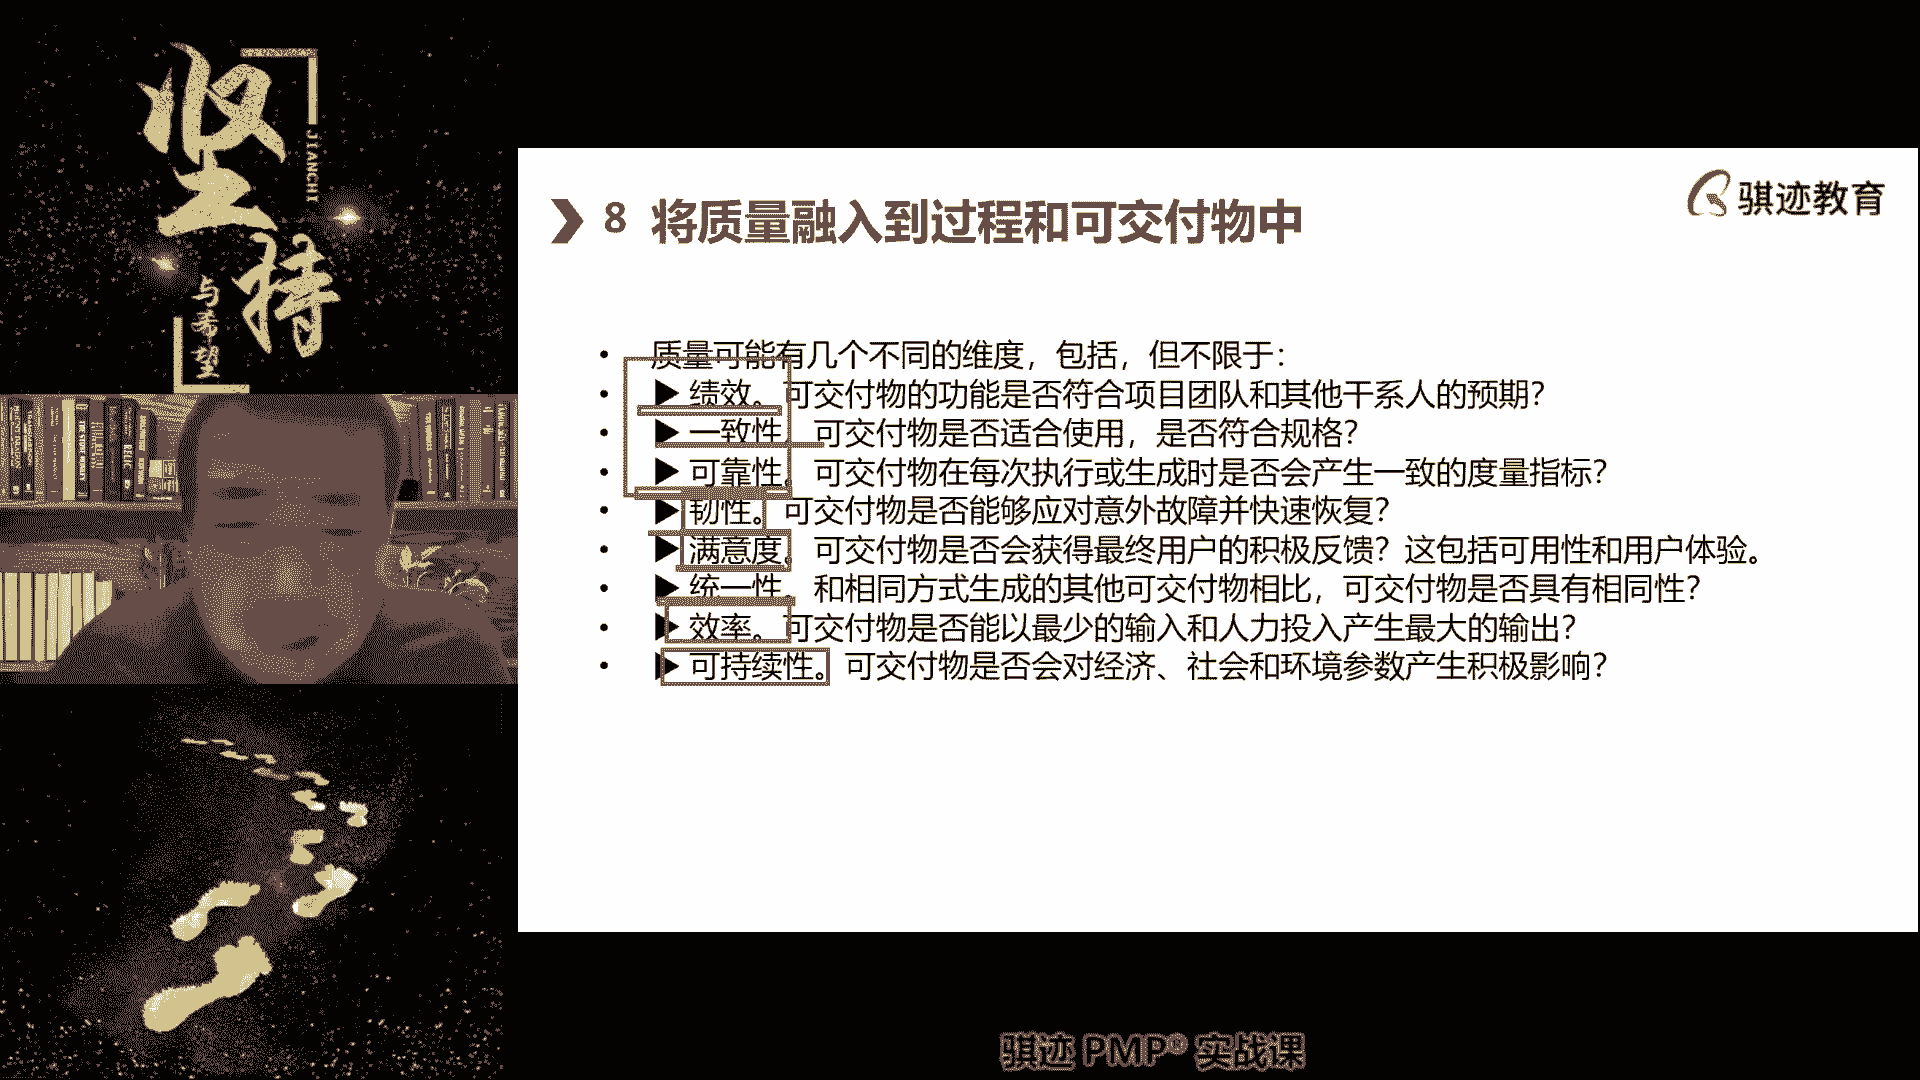 坚持
JIANCHI
与希望
骐迹教育
8 将质量融入到过程和可交付物中
• 质量可能有几个不同的维度，包括，但不限于：
• ▶ 绩效。可交付物的功能是否符合项目团队和其他干系人的预期？
• ▶ 一致性。可交付物是否适合使用，是否符合规格？
• ▶ 可靠性。可交付物在每次执行或生成时是否会产生一致的度量指标？
• ▶ 韧性。可交付物是否能够应对意外故障并快速恢复？
• ▶ 满意度。可交付物是否会获得最终用户的积极反馈？这包括可用性和用户体验。
• ▶ 统一性。和相同方式生成的其他可交付物相比，可交付物是否具有相同性？
• ▶ 效率。可交付物是否能以最少的输入和人力投入产生最大的输出？
• ▶ 可持续性。可交付物是否会对经济、社会和环境参数产生积极影响？
骐迹 PMP® 实战课